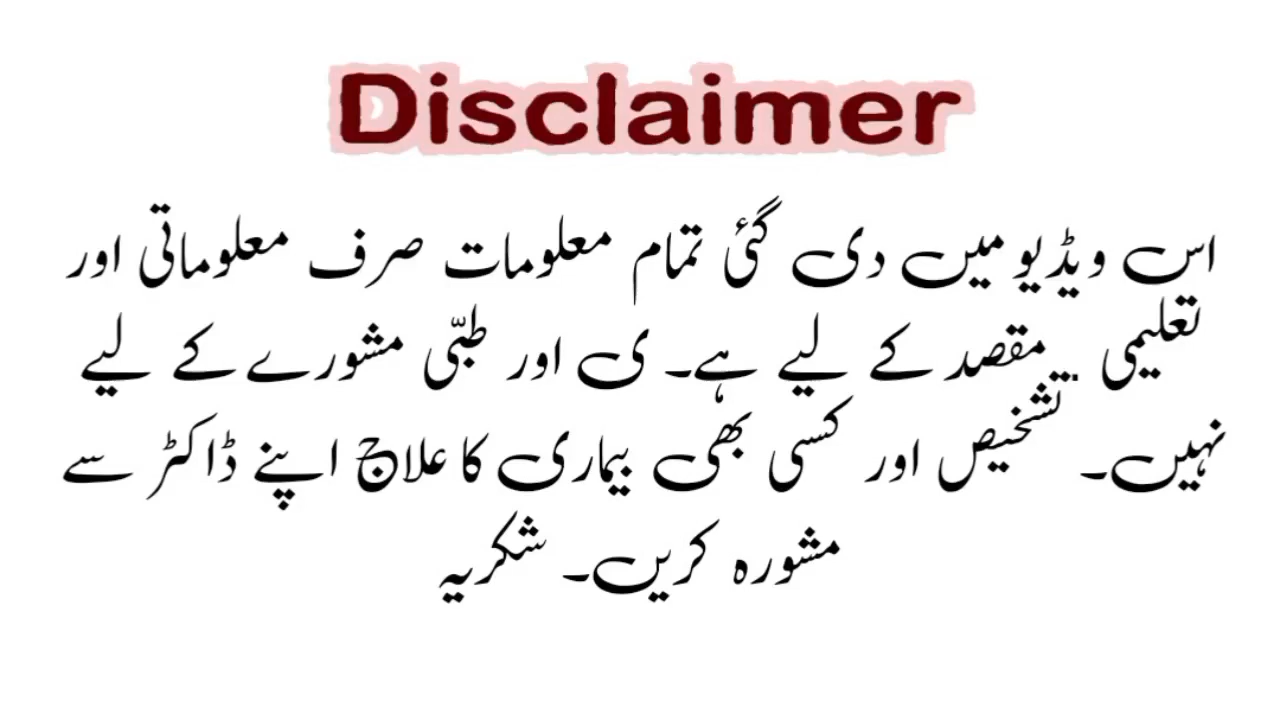 Disclaimer
اس ویڈیو میں دی گئی تمام معلومات صرف معلوماتی اور
تعلیمی مقصد کے لیے ہے۔ ی اور طبّی مشورے کے لیے
نہیں۔ تشخیص اور کسی بھی بیماری کا علاج اپنے ڈاکٹر سے
مشورہ کریں۔ شکریہ